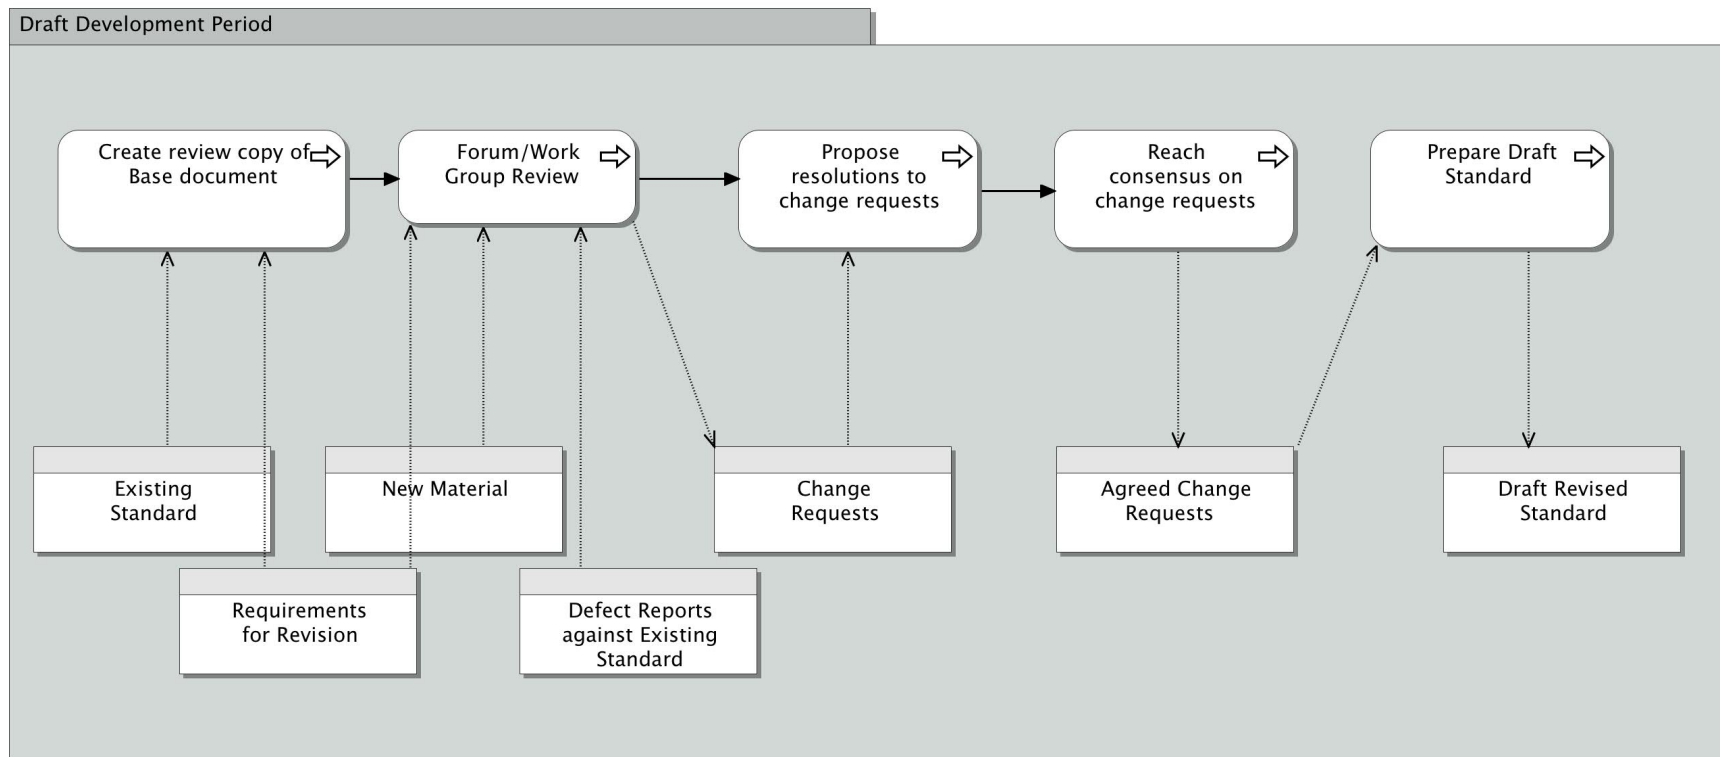 Draft Development Period
Create review copy of
Base document
Forum/Work
Group Review
Propose
resolutions to
change requests
Reach
consensus on
change requests
Prepare Draft
Standard
Existing
Standard
New Material
Change
Requests
Agreed Change
Requests
Draft Revised
Standard
Requirements
for Revision
Defect Reports
against Existing
Standard